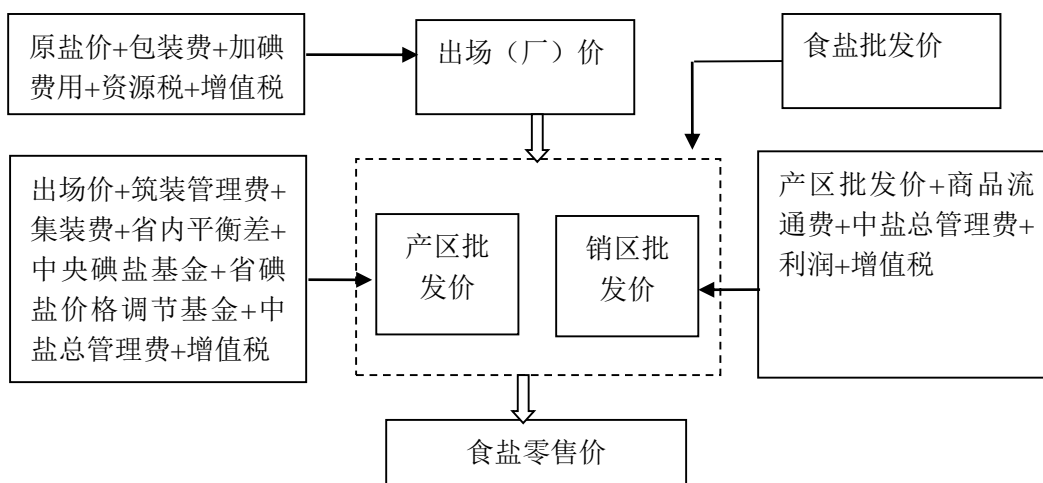 原盐价+包装费+加碘
费用+资源税+增值税
出场（厂）价
食盐批发价
出场价+筑装管理费+
集装费+省内平衡差+
中央碘盐基金+省碘
盐价格调节基金+中
盐总管理费+增值税
产区批
发价
销区批
发价
产区批发价+商品流
通费+中盐总管理费+
利润+增值税
食盐零售价